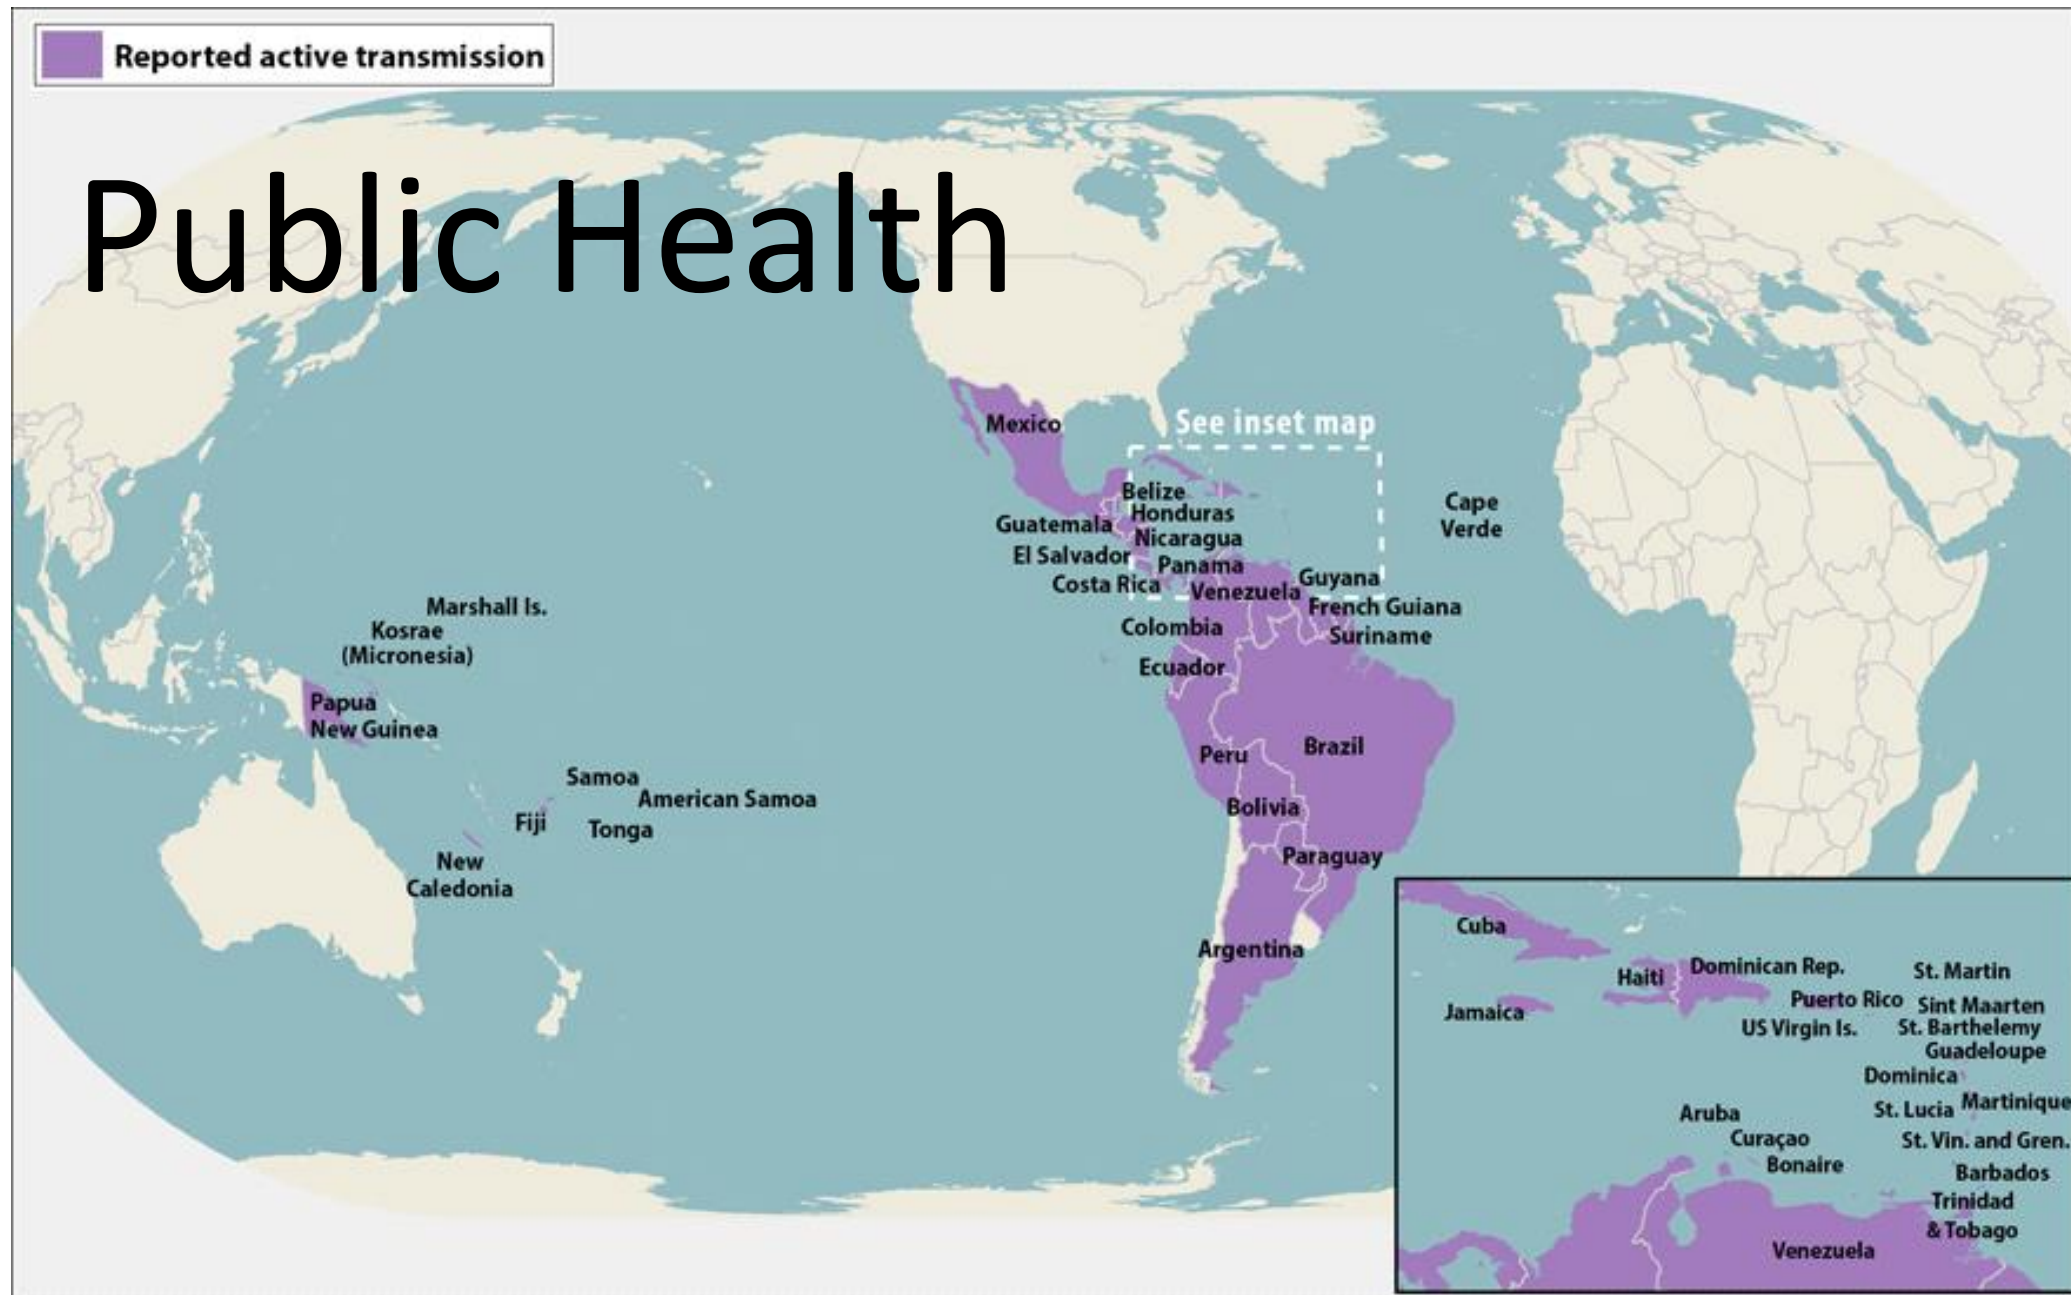 Reported active transmission
Public Health
Mexico
See inset map
Belize
Honduras
Guatemala
Nicaragua
El Salvador
Panama
Costa Rica
Venezuela
Guyana
French Guiana
Suriname
Colombia
Ecuador
Cape
Verde
Marshall Is.
Kosrae
(Micronesia)
Papua
New Guinea
Samoa
American Samoa
Fiji
Tonga
New
Caledonia
Peru
Brazil
Bolivia
Paraguay
Argentina
Cuba
Haiti
Dominican Rep.
St. Martin
Jamaica
Puerto Rico
Sint Maarten
US Virgin Is.
St. Barthelemy
Guadeloupe
Dominica
Martinique
St. Lucia
Aruba
Curaçao
St. Vin. and Gren.
Bonaire
Barbados
Trinidad
& Tobago
Venezuela